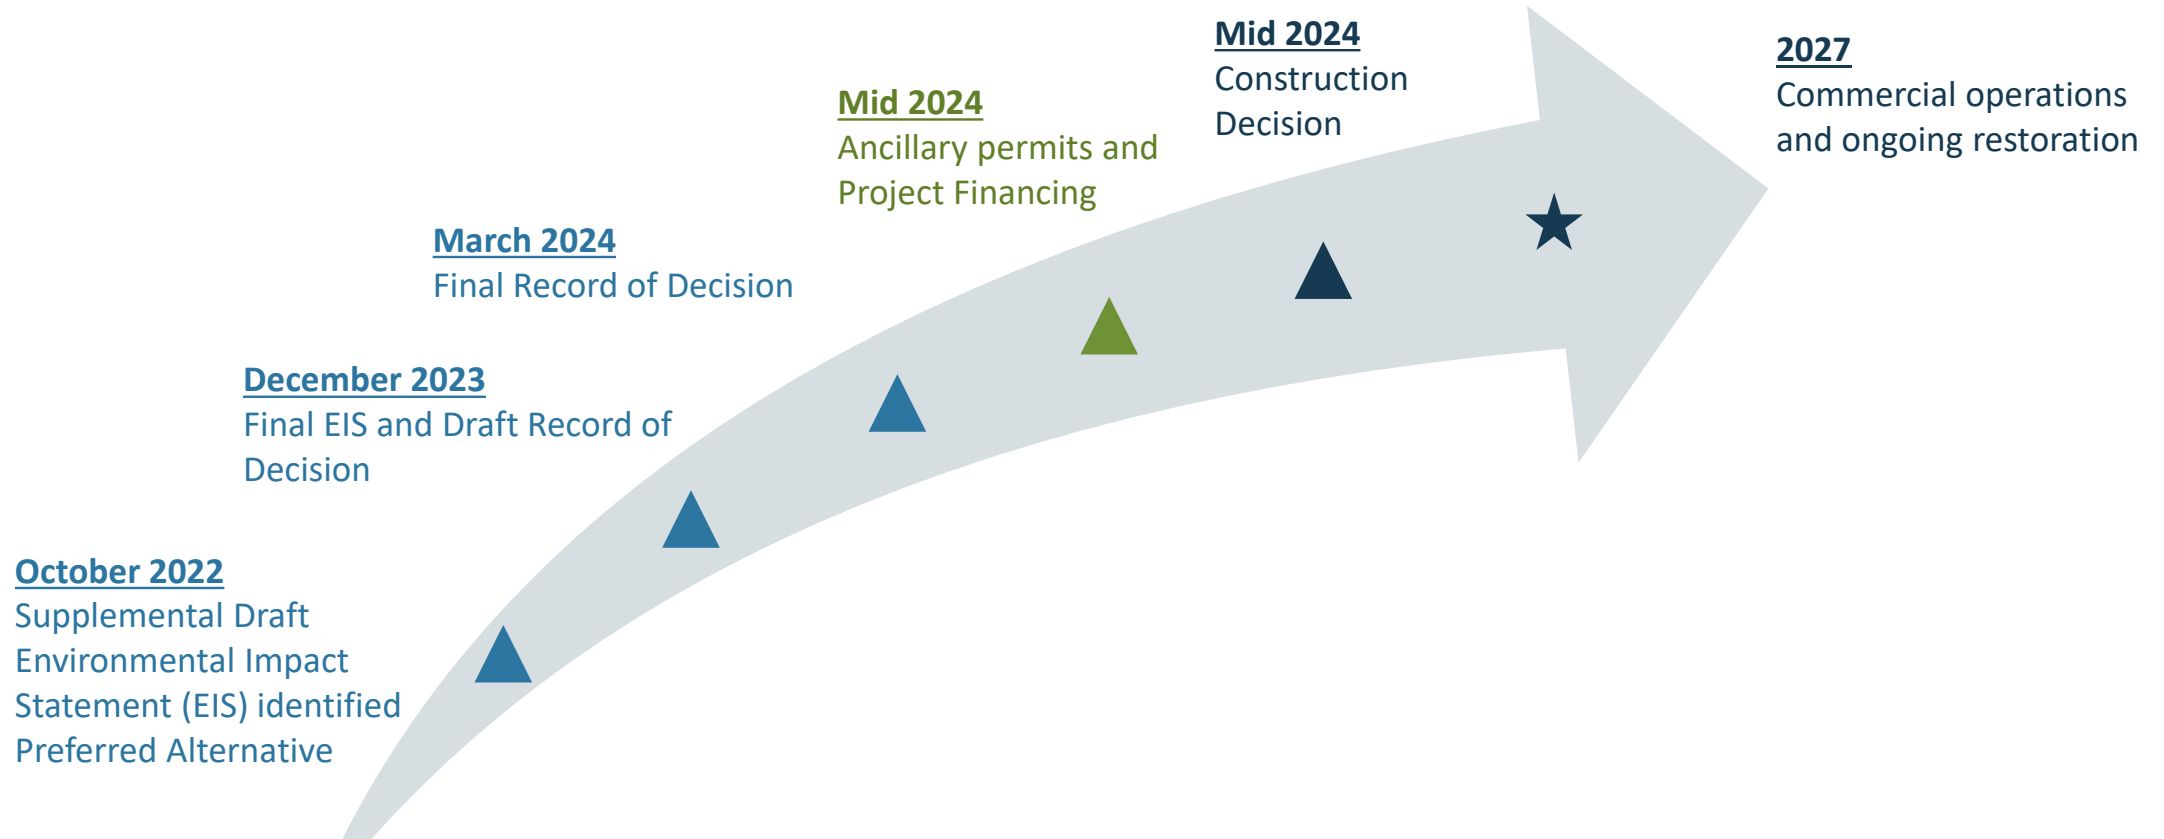 October 2022
Supplemental Draft
Environmental Impact
Statement (EIS) identified
Preferred Alternative
December 2023
Final EIS and Draft Record of
Decision
March 2024
Final Record of Decision
Mid 2024
Ancillary permits and
Project Financing
Mid 2024
Construction
Decision
2027
Commercial operations
and ongoing restoration